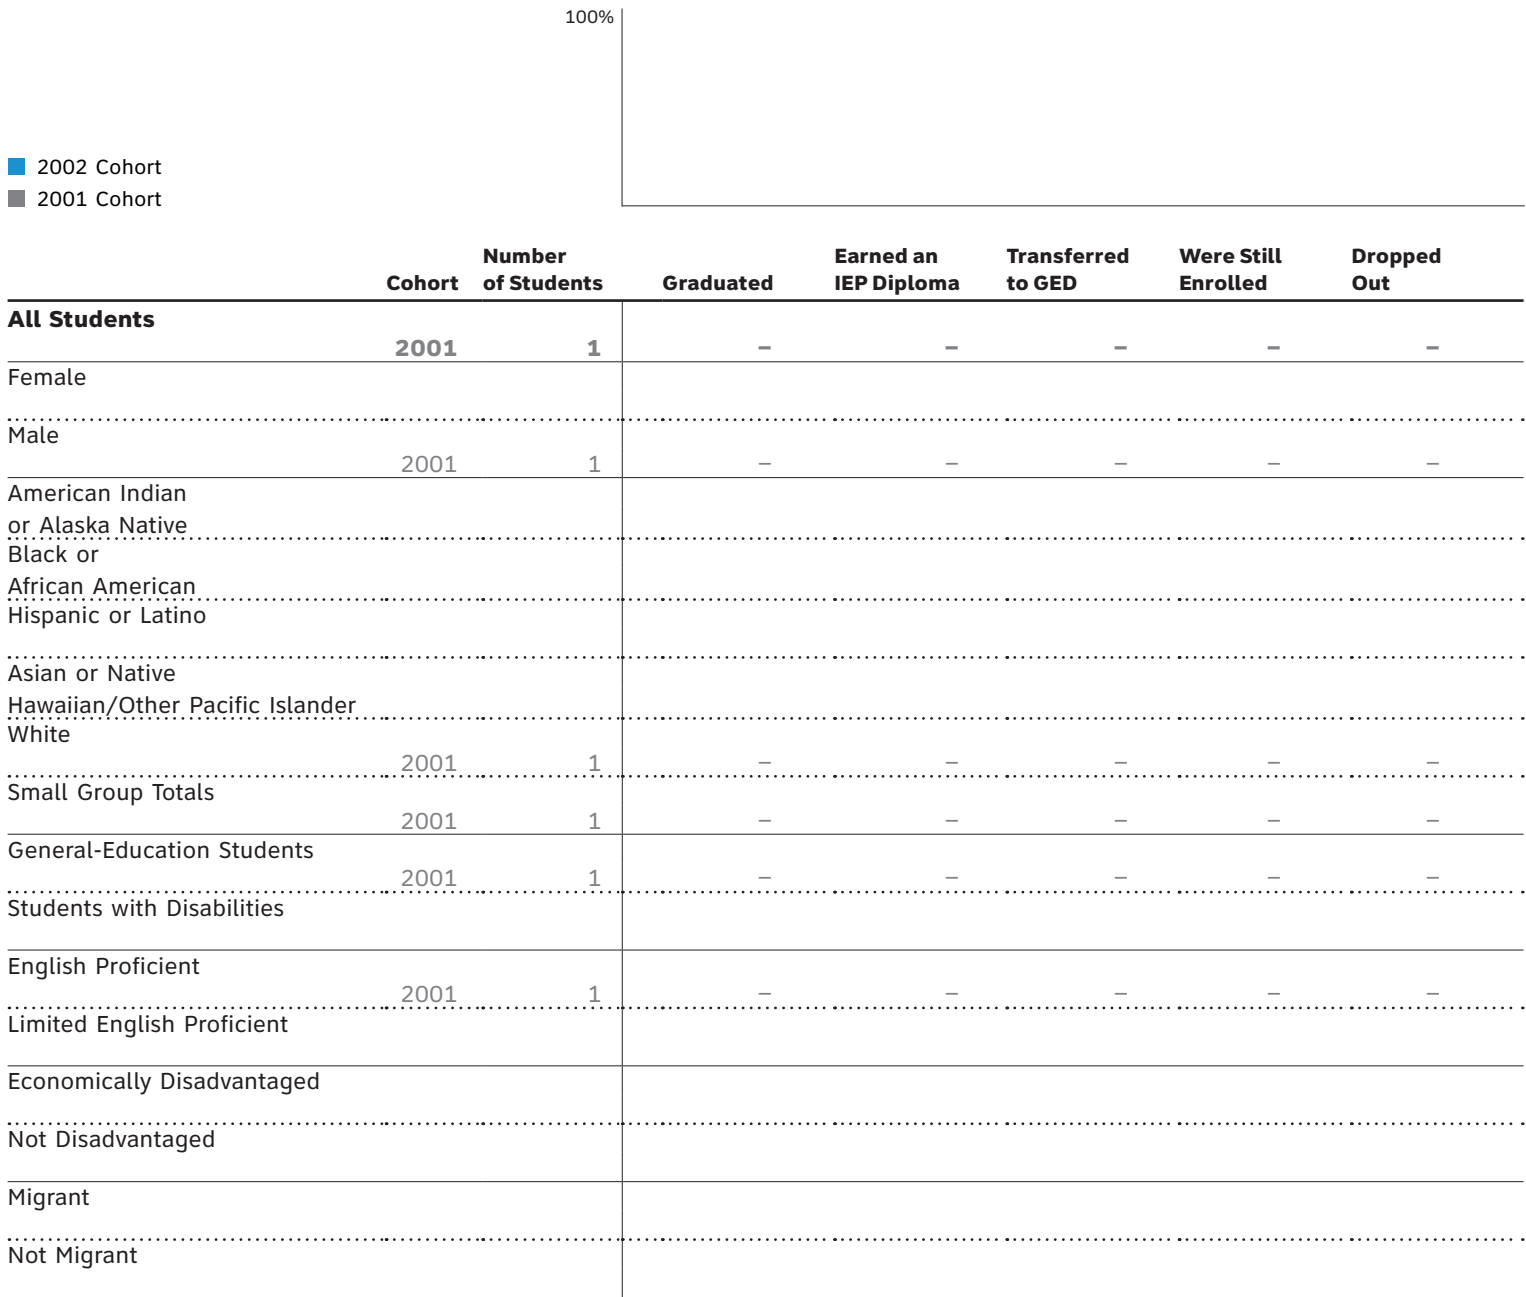 100%
2002 Cohort
2001 Cohort
Cohort Number of Students Graduated Earned an IEP Diploma Transferred to GED Were Still Enrolled Dropped Out
All Students
2001 1 – – – – –
Female
Male
2001 1 – – – – –
American Indian
or Alaska Native
Black or
African American
Hispanic or Latino
Asian or Native
Hawaiian/Other Pacific Islander
White
2001 1 – – – – –
Small Group Totals
2001 1 – – – – –
General-Education Students
2001 1 – – – – –
Students with Disabilities
English Proficient
2001 1 – – – – –
Limited English Proficient
Economically Disadvantaged
Not Disadvantaged
Migrant
Not Migrant